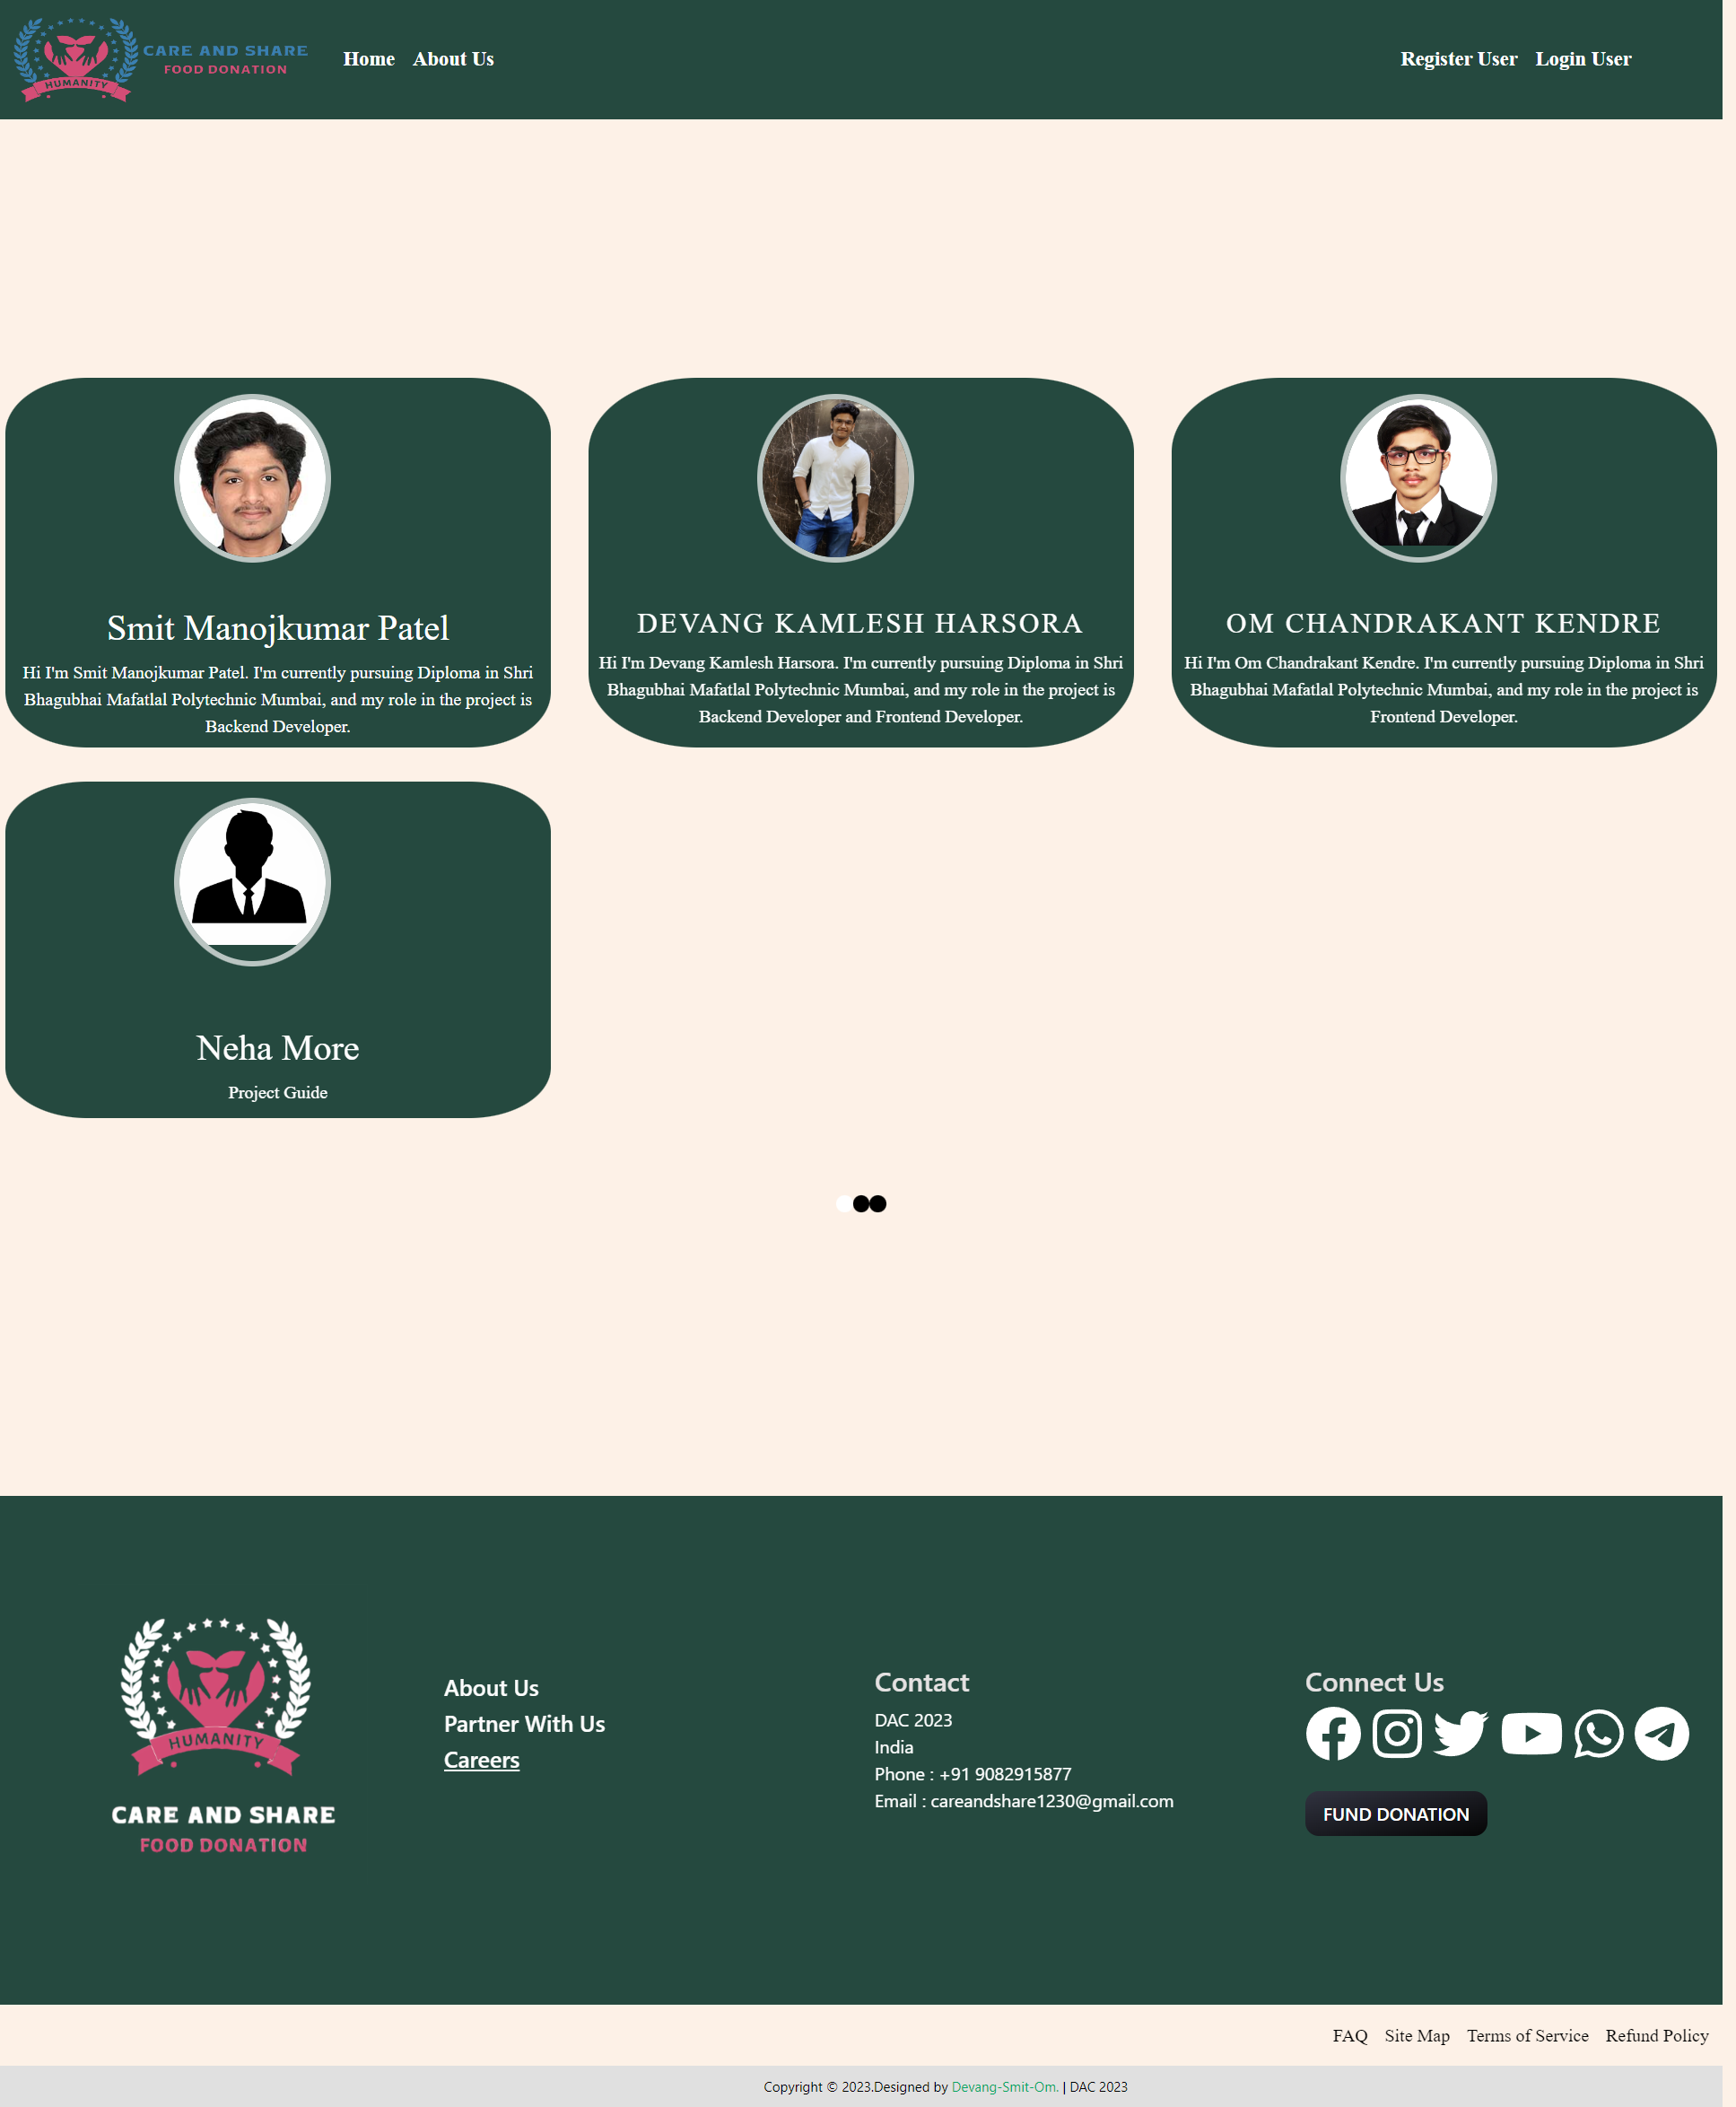 HUMANITY
CARE AND SHARE
FOOD DONATION
Home About Us
Register User Login User
Smit Manojkumar Patel
Hi I'm Smit Manojkumar Patel. I'm currently pursuing Diploma in Shri
Bhagubhai Mafatlal Polytechnic Mumbai, and my role in the project is
Backend Developer.
DEVANG KAMLESH HARSORA
Hi I'm Devang Kamlesh Harsora. I'm currently pursuing Diploma in Shri
Bhagubhai Mafatlal Polytechnic Mumbai, and my role in the project is
Backend Developer and Frontend Developer.
OM CHANDRAKANT KENDRE
Hi I'm Om Chandrakant Kendre. I'm currently pursuing Diploma in Shri
Bhagubhai Mafatlal Polytechnic Mumbai, and my role in the project is
Frontend Developer.
Neha More
Project Guide
HUMANITY
CARE AND SHARE
FOOD DONATION
About Us
Partner With Us
Careers
Contact
DAC 2023
India
Phone : +91 9082915877
Email : careandshare1230@gmail.com
Connect Us
FUND DONATION
FAQ Site Map Terms of Service Refund Policy
Copyright © 2023.Designed by Devang-Smit-Om. | DAC 2023